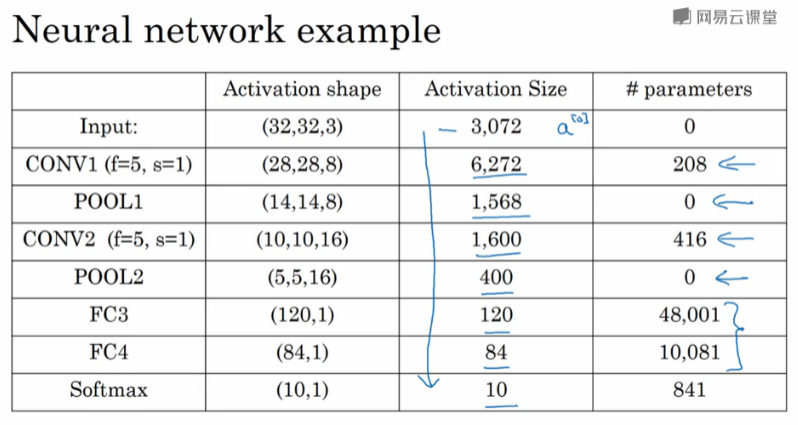 网易云课堂
Neural network example
Activation shape Activation Size # parameters
Input: (32,32,3) 3,072 a[0] 0
CONV1 (f=5, s=1) (28,28,8) 6,272 208
POOL1 (14,14,8) 1,568 0
CONV2 (f=5, s=1) (10,10,16) 1,600 416
POOL2 (5,5,16) 400 0
FC3 (120,1) 120 48,001
FC4 (84,1) 84 10,081
Softmax (10,1) 10 841